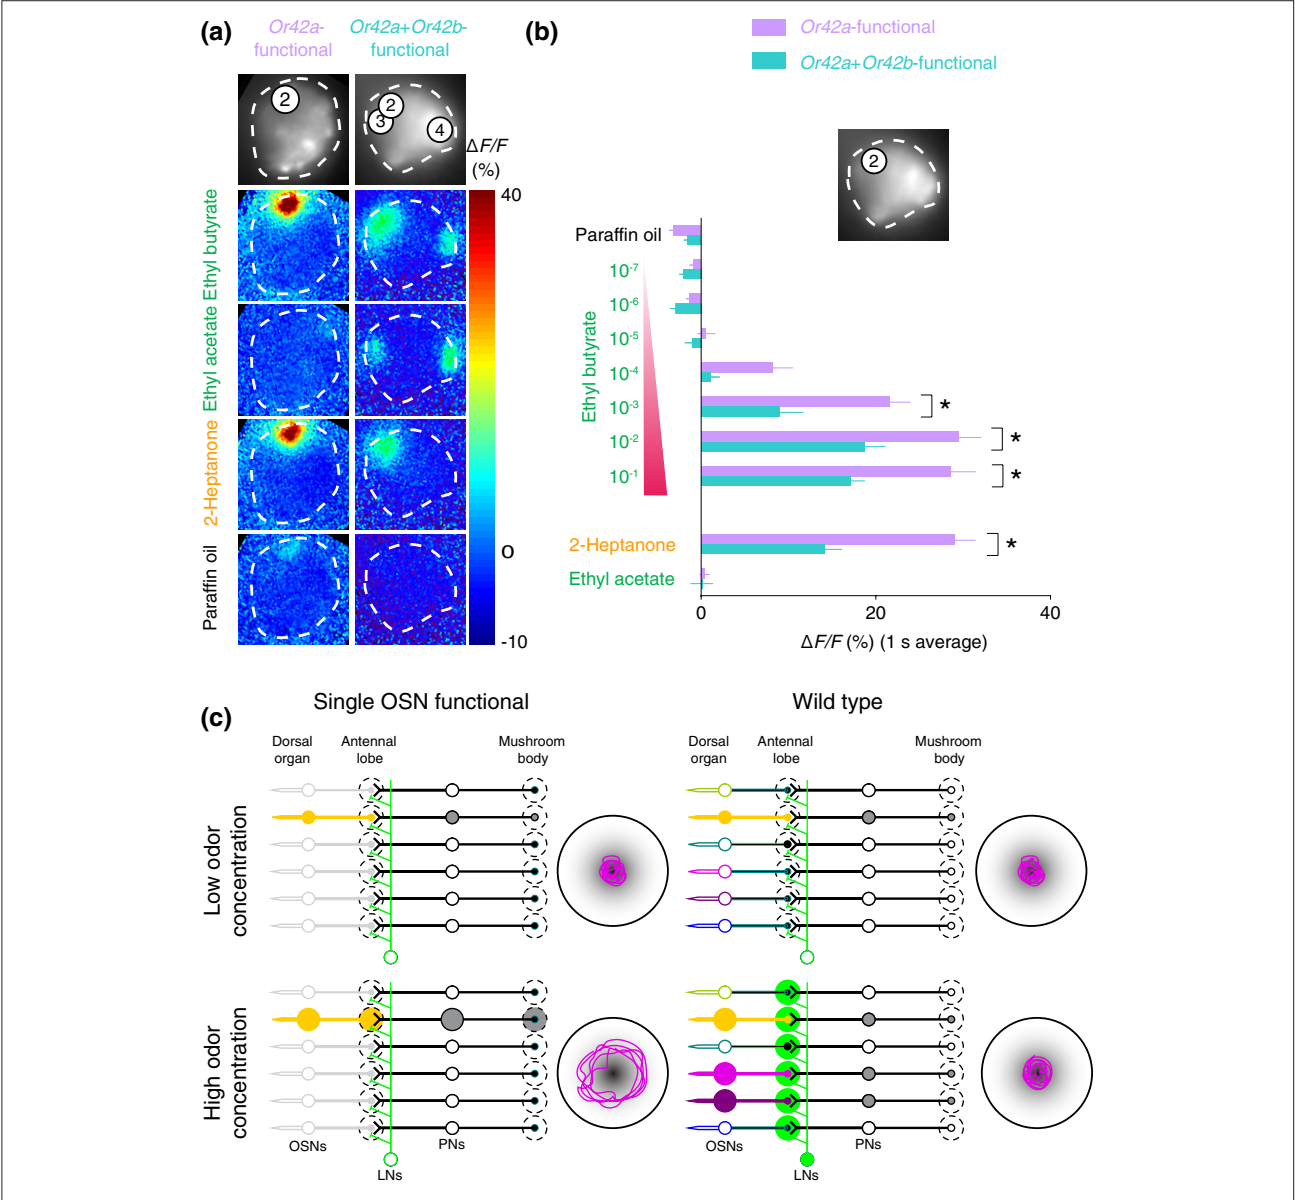 (a)
Or42a-
functional
Or42a+Or42b-
functional
2
2
3
4
ΔF/F
(%)
40
0
-10
Ethyl butyrate
Ethyl acetate
2-Heptanone
Paraffin oil
(b)
Or42a-functional
Or42a+Or42b-functional
2
Paraffin oil
10-7
10-6
10-5
10-4
10-3
10-2
10-1
Ethyl butyrate
*
*
*
2-Heptanone
*
Ethyl acetate
0
20
40
ΔF/F (%) (1 s average)
(c)
Single OSN functional
Wild type
Dorsal
organ
Antennal
lobe
Mushroom
body
Dorsal
organ
Antennal
lobe
Mushroom
body
Low odor
concentration
High odor
concentration
OSNs
PNs
LNs
OSNs
PNs
LNs